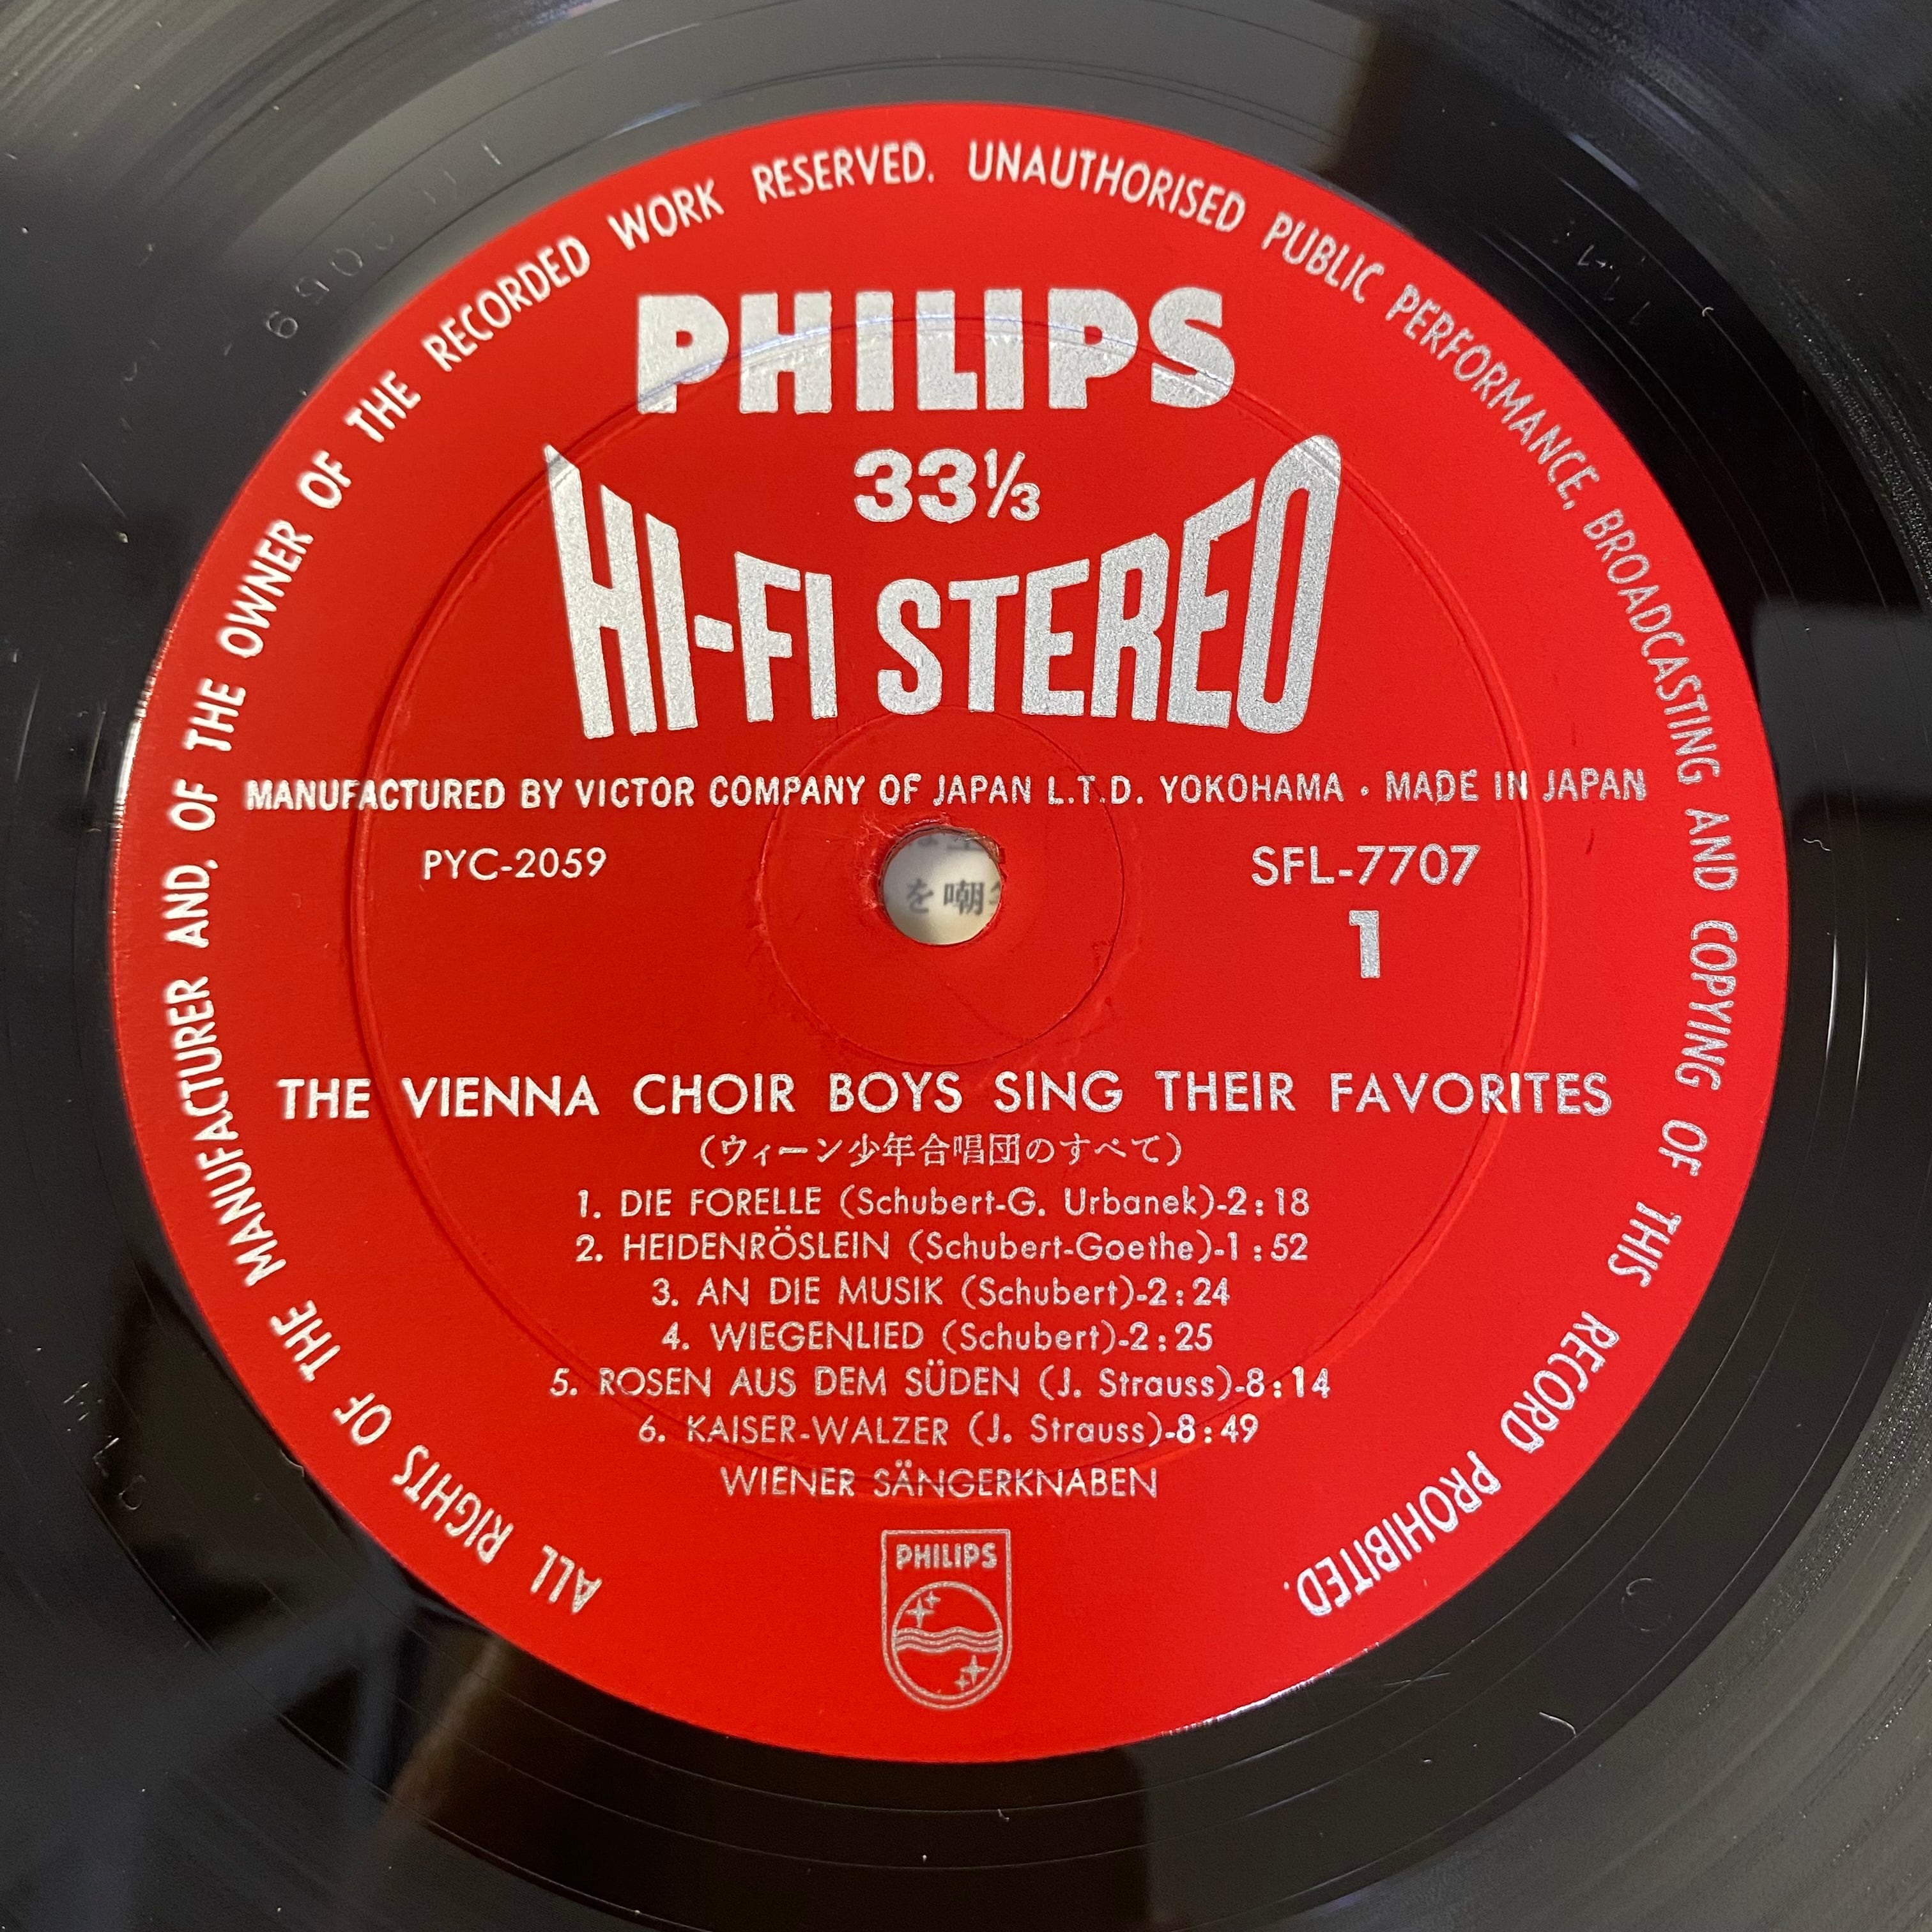 ALL RIGHTS OF THE MANUFACTURER AND, OF THE OWNER OF THE RECORDED WORK RESERVED. UNAUTHORISED PUBLIC PERFORMANCE, BROADCASTING AND COPYING OF THIS RECORD PROHIBITED.
PHILIPS
33⅓
HI-FI STEREO
MANUFACTURED BY VICTOR COMPANY OF JAPAN L.T.D. YOKOHAMA • MADE IN JAPAN
PYC-2059
SFL-7707
1
を嘲
THE VIENNA CHOIR BOYS SING THEIR FAVORITES
(ウィーン少年合唱団のすべて)
1. DIE FORELLE (Schubert-G. Urbanek)-2:18
2. HEIDENRÖSLEIN (Schubert-Goethe)-1:52
3. AN DIE MUSIK (Schubert)-2:24
4. WIEGENLIED (Schubert)-2:25
5. ROSEN AUS DEM SÜDEN (J. Strauss)-8:14
6. KAISER-WALZER (J. Strauss)-8:49
WIENER SÄNGERKNABEN
PHILIPS